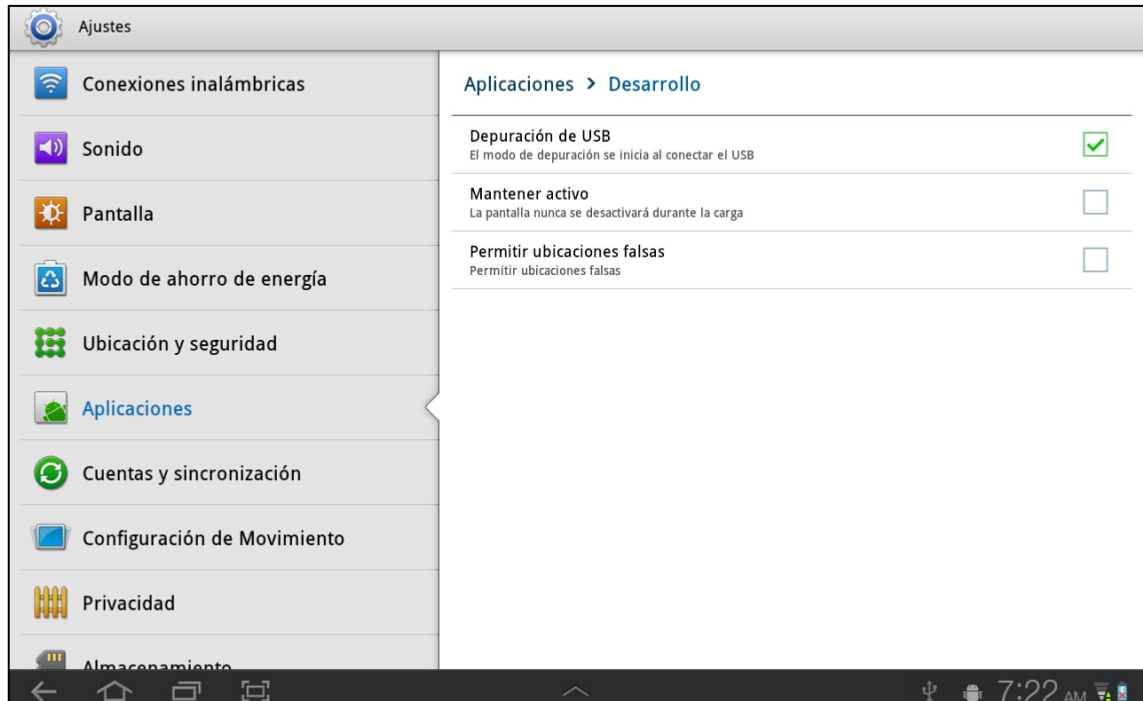 Ajustes
Conexiones inalámbricas
Sonido
Pantalla
Modo de ahorro de energía
Ubicación y seguridad
Aplicaciones
Cuentas y sincronización
Configuración de Movimiento
Privacidad
Almacenamiento
Aplicaciones > Desarrollo
Depuración de USB
El modo de depuración se inicia al conectar el USB
Mantener activo
La pantalla nunca se desactivará durante la carga
Permitir ubicaciones falsas
Permitir ubicaciones falsas
7:22 AM